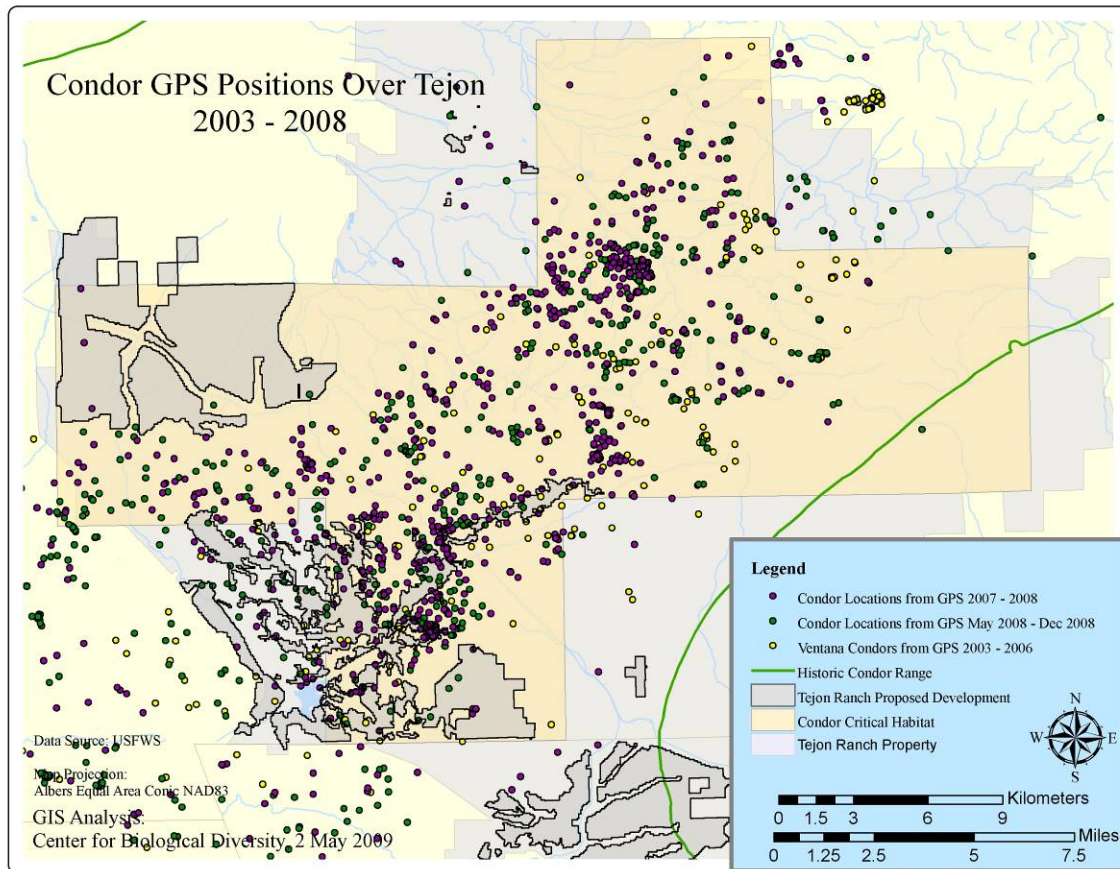 Condor GPS Positions Over Tejon
2003 - 2008
Data Source: USFWS
Map Projection:
Albers Equal Area Conic NAD83
GIS Analysis:
Center for Biological Diversity, 2 May 2009
Legend
Condor Locations from GPS 2007 - 2008
Condor Locations from GPS May 2008 - Dec 2008
Ventana Condors from GPS 2003 - 2006
Historic Condor Range
Tejon Ranch Proposed Development
Condor Critical Habitat
Tejon Ranch Property
N
W E
S
Kilometers
0 1.5 3 6 9
Miles
0 1.25 2.5 5 7.5